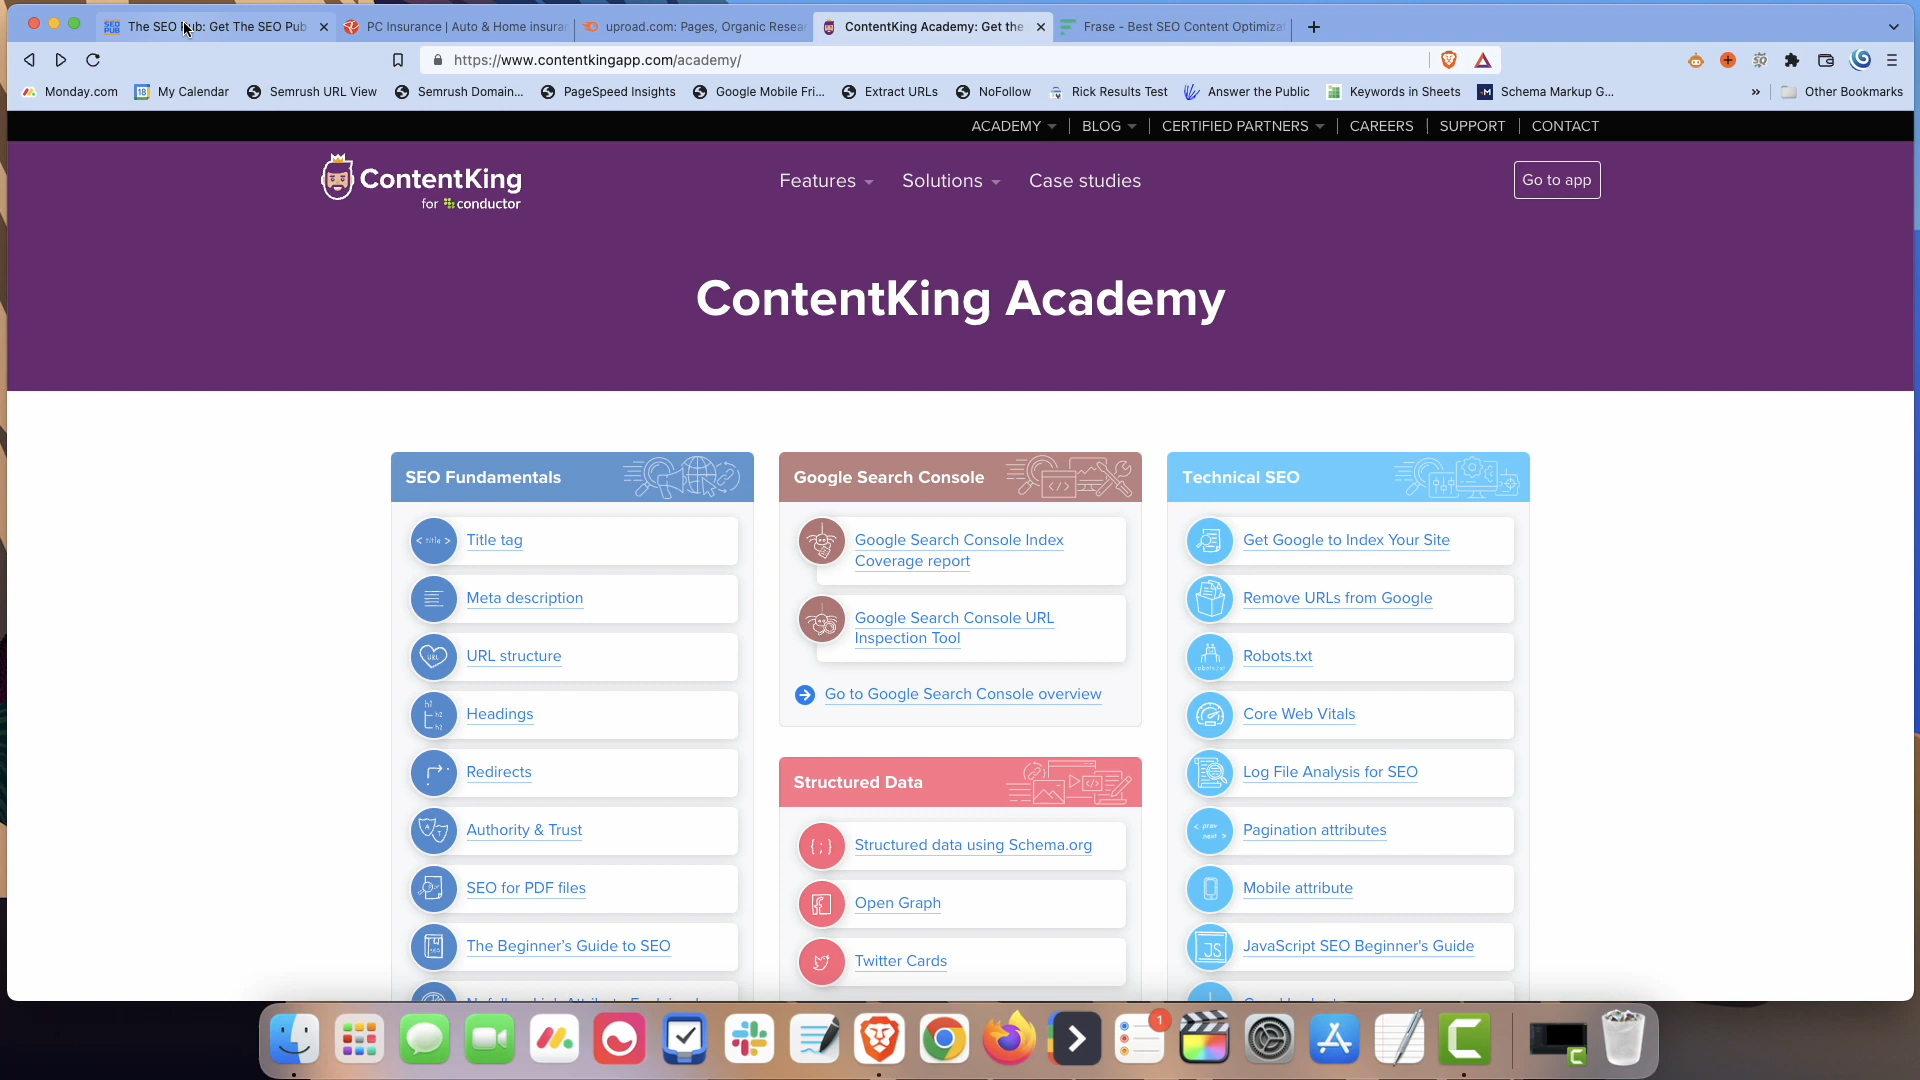 The SEO Pub: Get The SEO Pub
PC Insurance | Auto & Home insurar
uproad.com: Pages, Organic Resear
ContentKing Academy: Get the
Frase - Best SEO Content Optimizat
https://www.contentkingapp.com/academy/
Monday.com
My Calendar
Semrush URL View
Semrush Domain...
PageSpeed Insights
Google Mobile Fri...
Extract URLs
NoFollow
Rick Results Test
Answer the Public
Keywords in Sheets
Schema Markup G...
Other Bookmarks
ACADEMY
BLOG
CERTIFIED PARTNERS
CAREERS
SUPPORT
CONTACT
ContentKing
for conductor
Features
Solutions
Case studies
Go to app
ContentKing Academy
SEO Fundamentals
Title tag
Meta description
URL structure
Headings
Redirects
Authority & Trust
SEO for PDF files
The Beginner's Guide to SEO
Google Search Console
Google Search Console Index
Coverage report
Google Search Console URL
Inspection Tool
Go to Google Search Console overview
Structured Data
Structured data using Schema.org
Open Graph
Twitter Cards
Technical SEO
Get Google to Index Your Site
Remove URLs from Google
Robots.txt
Core Web Vitals
Log File Analysis for SEO
Pagination attributes
Mobile attribute
JavaScript SEO Beginner's Guide
1